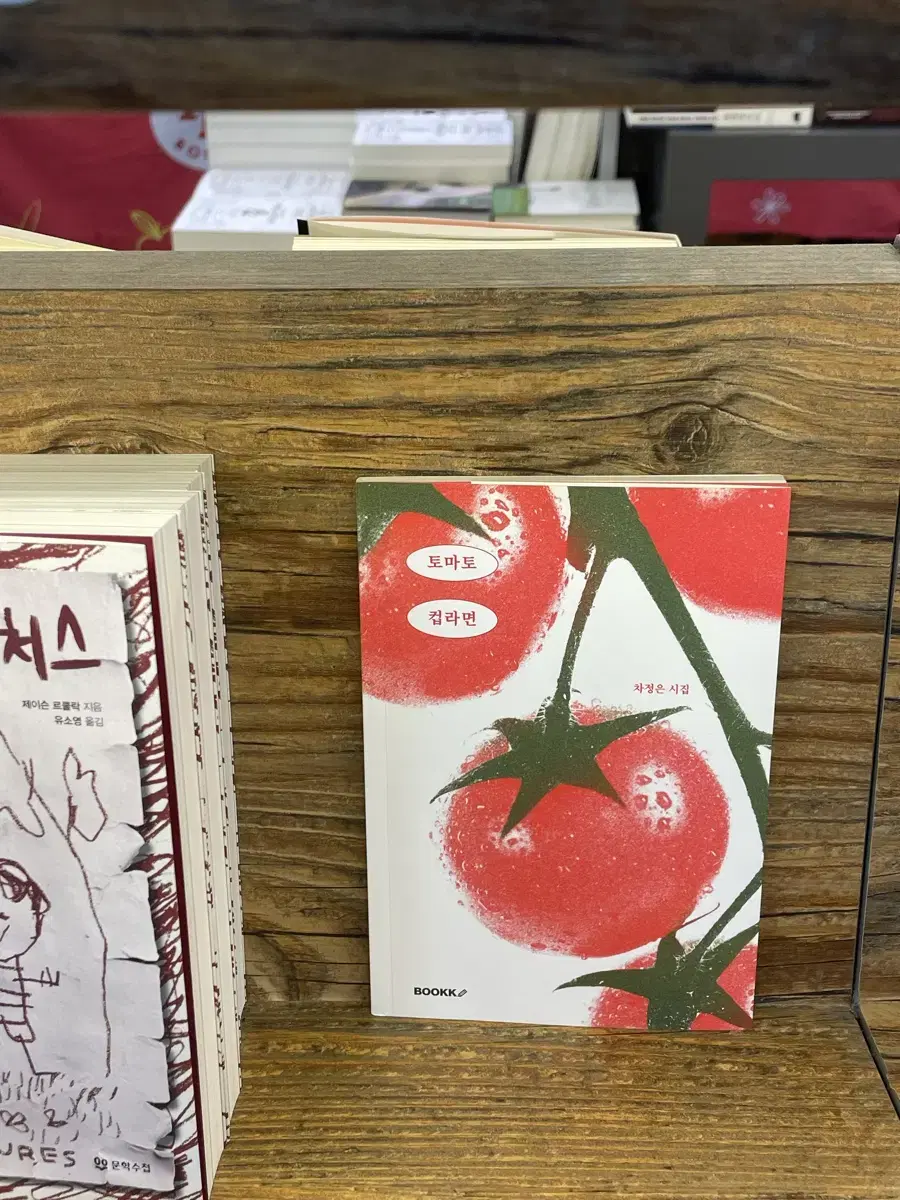 토마토
컵라면
차정은 시집
BOOKK
처스
제이슨 르쿨락 지음
유소영 옮김
URES
문학수첩